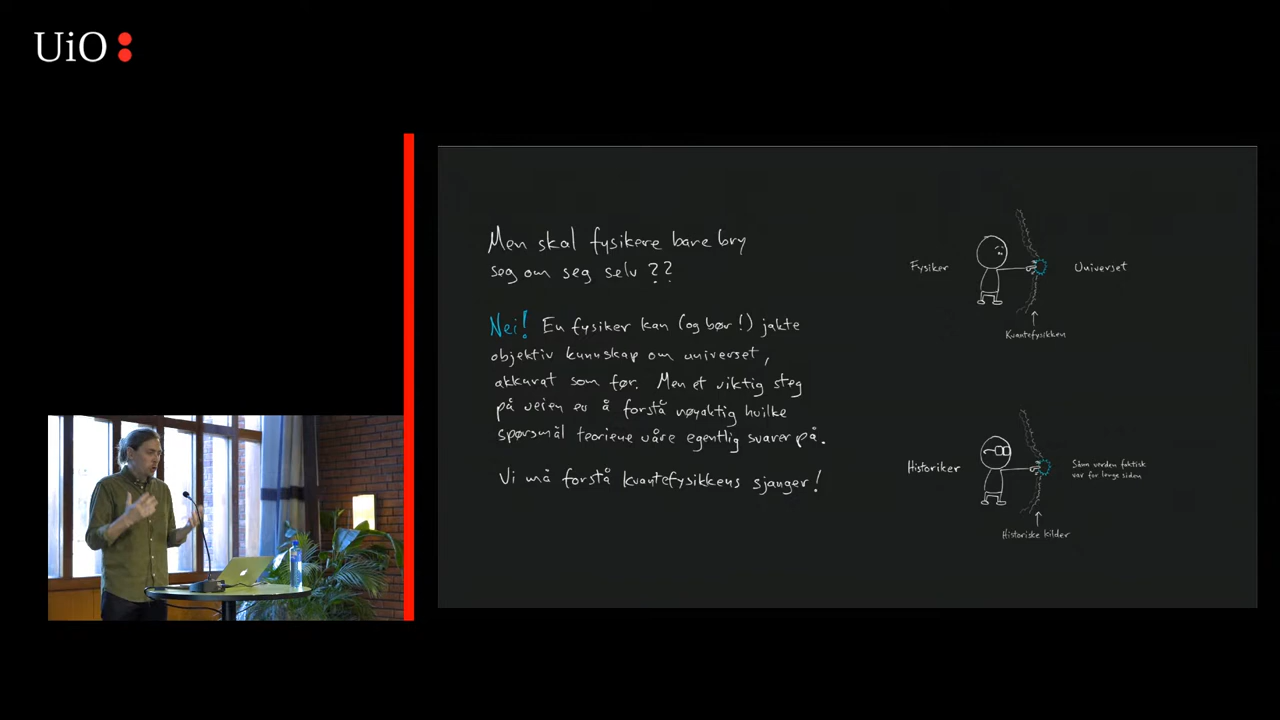 UiO
Men skal fysikere bare bry
seg om seg selv ??
Nei! En fysiker kan (og bør!) jakte
objektiv kunnskap om universet,
akkurat som før. Men et viktig steg
på veien er å forstå nøyaktig hvilke
spørsmål teoriene våre egentlig svarer på.
Vi må forstå kvantefysikkens sjanger!
Fysiker
Universet
Kvantefysikken
Historiker
Sånn verden faktisk
var for lenge siden
Historiske kilder